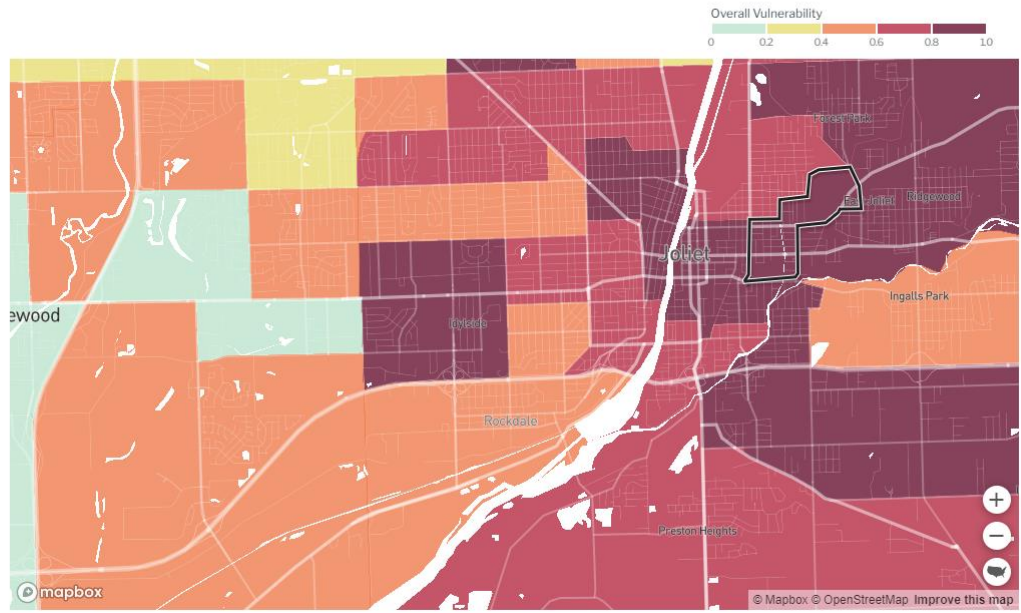 Overall Vulnerability
0 0.2 0.4 0.6 0.8 1.0
Forest Park
East Joliet
Ridgewood
Joliet
Ingalls Park
ewood
Idylside
Rockdale
Preston Heights
+
−
mapbox
© Mapbox © OpenStreetMap Improve this map